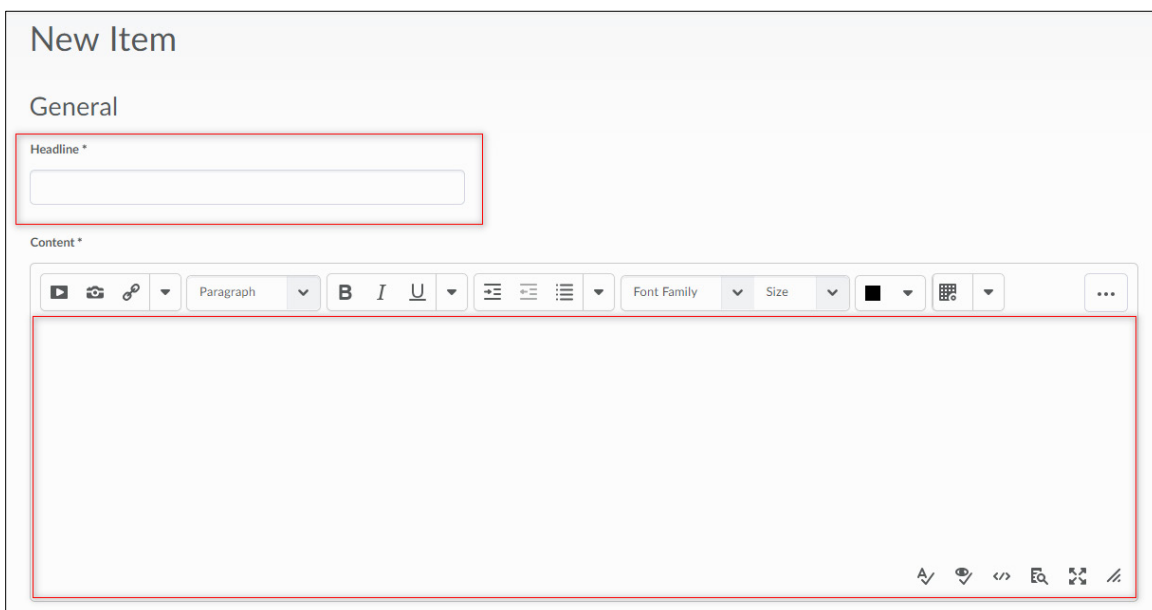 New Item
General
Headline *
Content *
Paragraph B I U Font Family Size